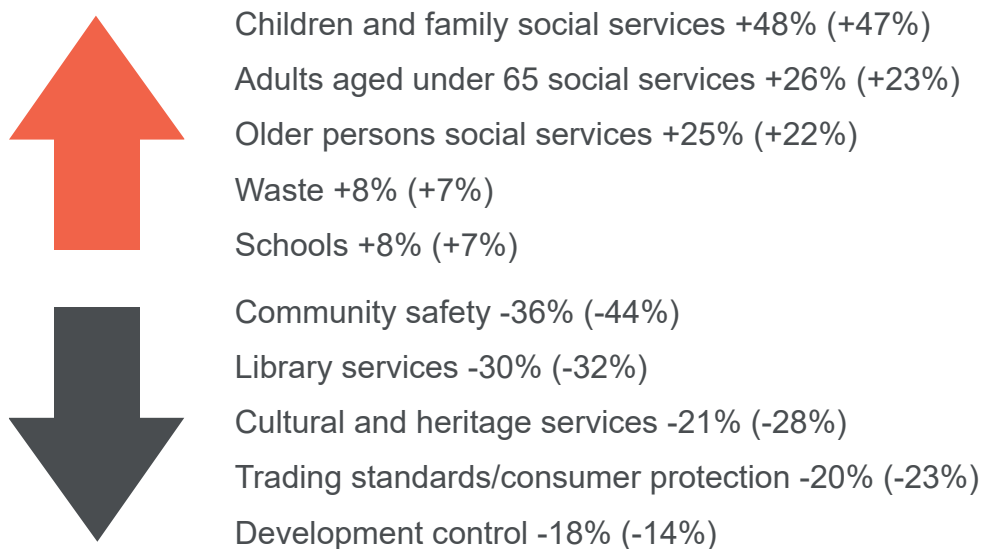 Children and family social services +48% (+47%)
Adults aged under 65 social services +26% (+23%)
Older persons social services +25% (+22%)
Waste +8% (+7%)
Schools +8% (+7%)
Community safety -36% (-44%)
Library services -30% (-32%)
Cultural and heritage services -21% (-28%)
Trading standards/consumer protection -20% (-23%)
Development control -18% (-14%)